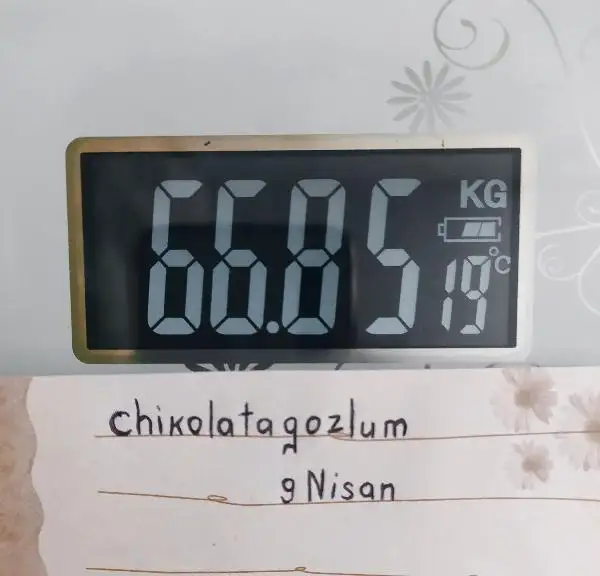 66.85 KG
19 °C
chikolatagozlum
9 Nisan